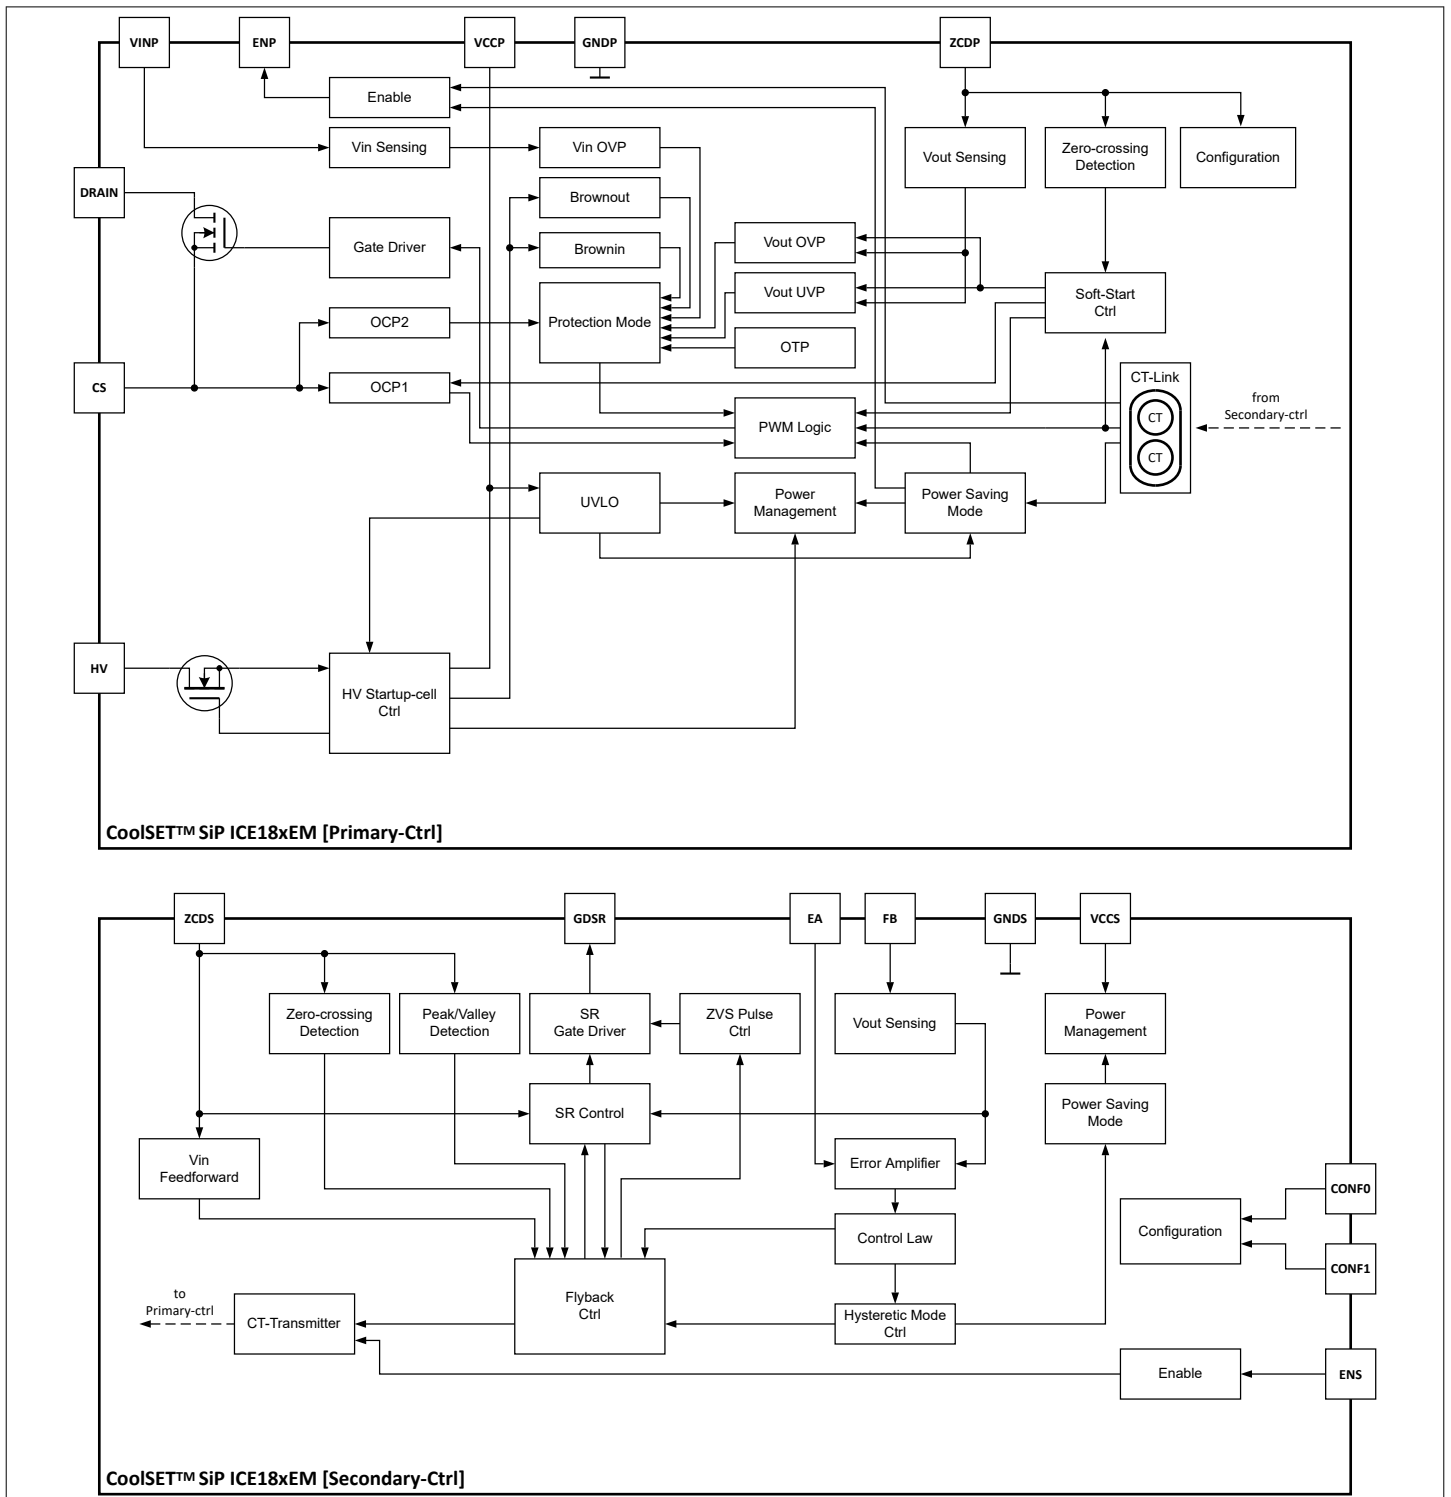 VINP
ENP
VCCP
GNDP
ZCDP
Enable
Vin Sensing
Vin OVP
Vout Sensing
Zero-crossing
Detection
Configuration
DRAIN
Brownout
Gate Driver
Brownin
Vout OVP
Vout UVP
Soft-Start
Ctrl
OCP2
Protection Mode
OTP
CS
OCP1
CT-Link
CT
CT
from
Secondary-ctrl
PWM Logic
UVLO
Power
Management
Power Saving
Mode
HV
HV Startup-cell
Ctrl
CoolSET™ SiP ICE18xEM [Primary-Ctrl]
ZCDS
GDSR
EA
FB
GNDS
VCCS
Zero-crossing
Detection
Peak/Valley
Detection
SR
Gate Driver
ZVS Pulse
Ctrl
Vout Sensing
Power
Management
SR Control
Power Saving
Mode
Vin
Feedforward
Error Amplifier
CONF0
Configuration
Control Law
CONF1
Flyback
Ctrl
to
Primary-ctrl
CT-Transmitter
Hysteretic Mode
Ctrl
Enable
ENS
CoolSET™ SiP ICE18xEM [Secondary-Ctrl]